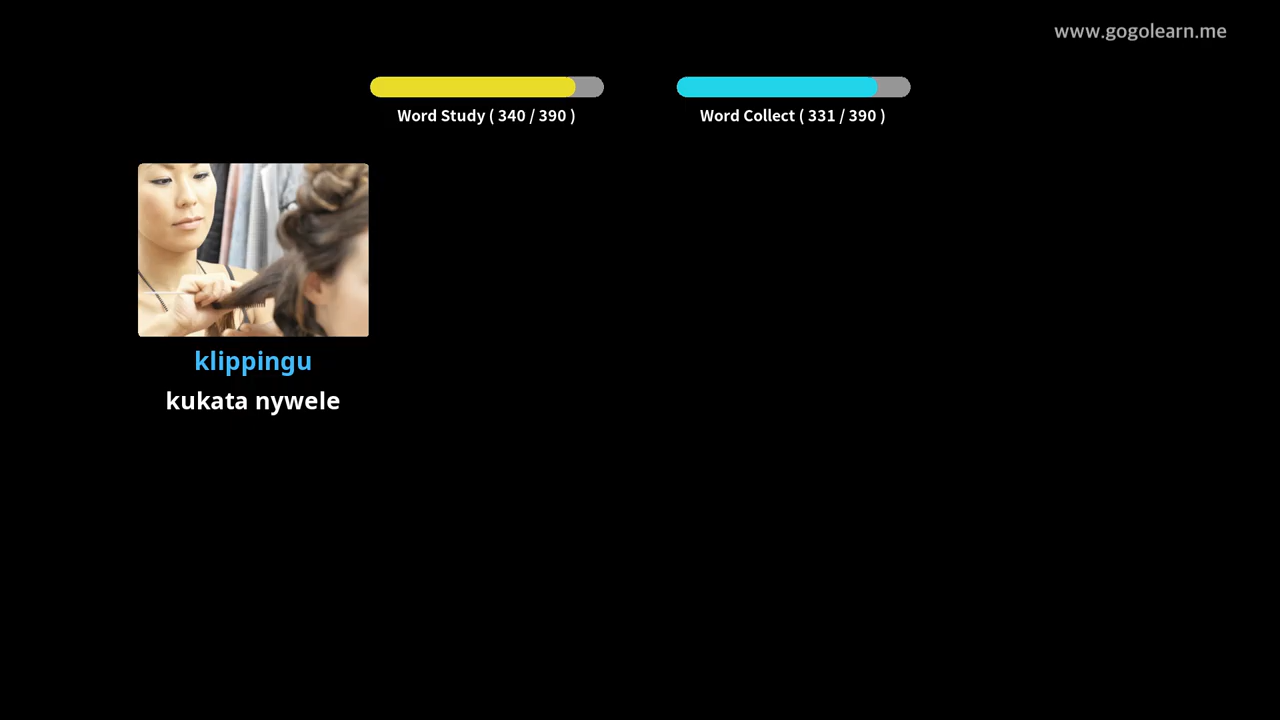 www.gogolearn.me
Word Study ( 340 / 390 )
Word Collect ( 331 / 390 )
klippingu
kukata nywele